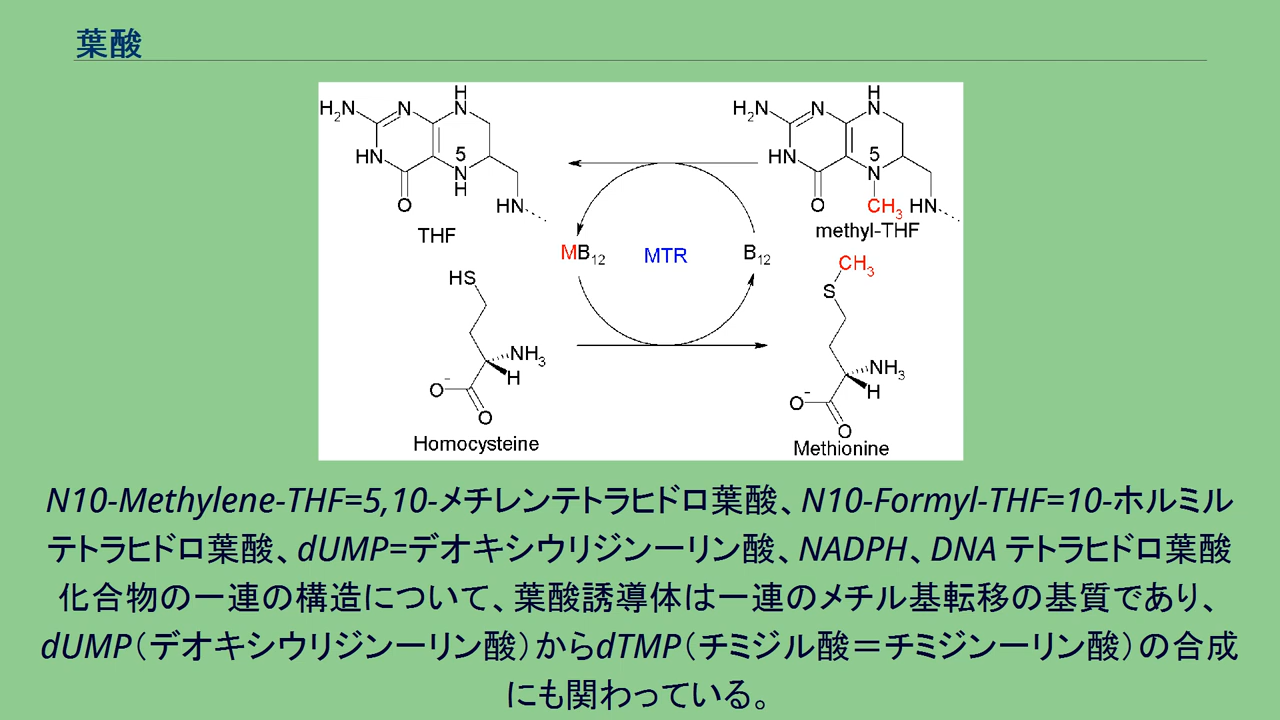 葉酸
H
H₂N N N
HN 5
N
H
O HN
THF
H
H₂N N N
HN 5
N
O CH₃ HN
methyl-THF
MB₁₂ MTR B₁₂
HS
NH₃
H
O⁻
O
Homocysteine
CH₃
S
NH₃
H
O⁻
O
Methionine
N10-Methylene-THF=5,10-メチレンテトラヒドロ葉酸、N10-Formyl-THF=10-ホルミル
テトラヒドロ葉酸、dUMP=デオキシウリジンーリン酸、NADPH、DNA テトラヒドロ葉酸
化合物の一連の構造について、葉酸誘導体は一連のメチル基転移の基質であり、
dUMP（デオキシウリジンーリン酸）からdTMP（チミジル酸＝チミジンーリン酸）の合成
にも関わっている。